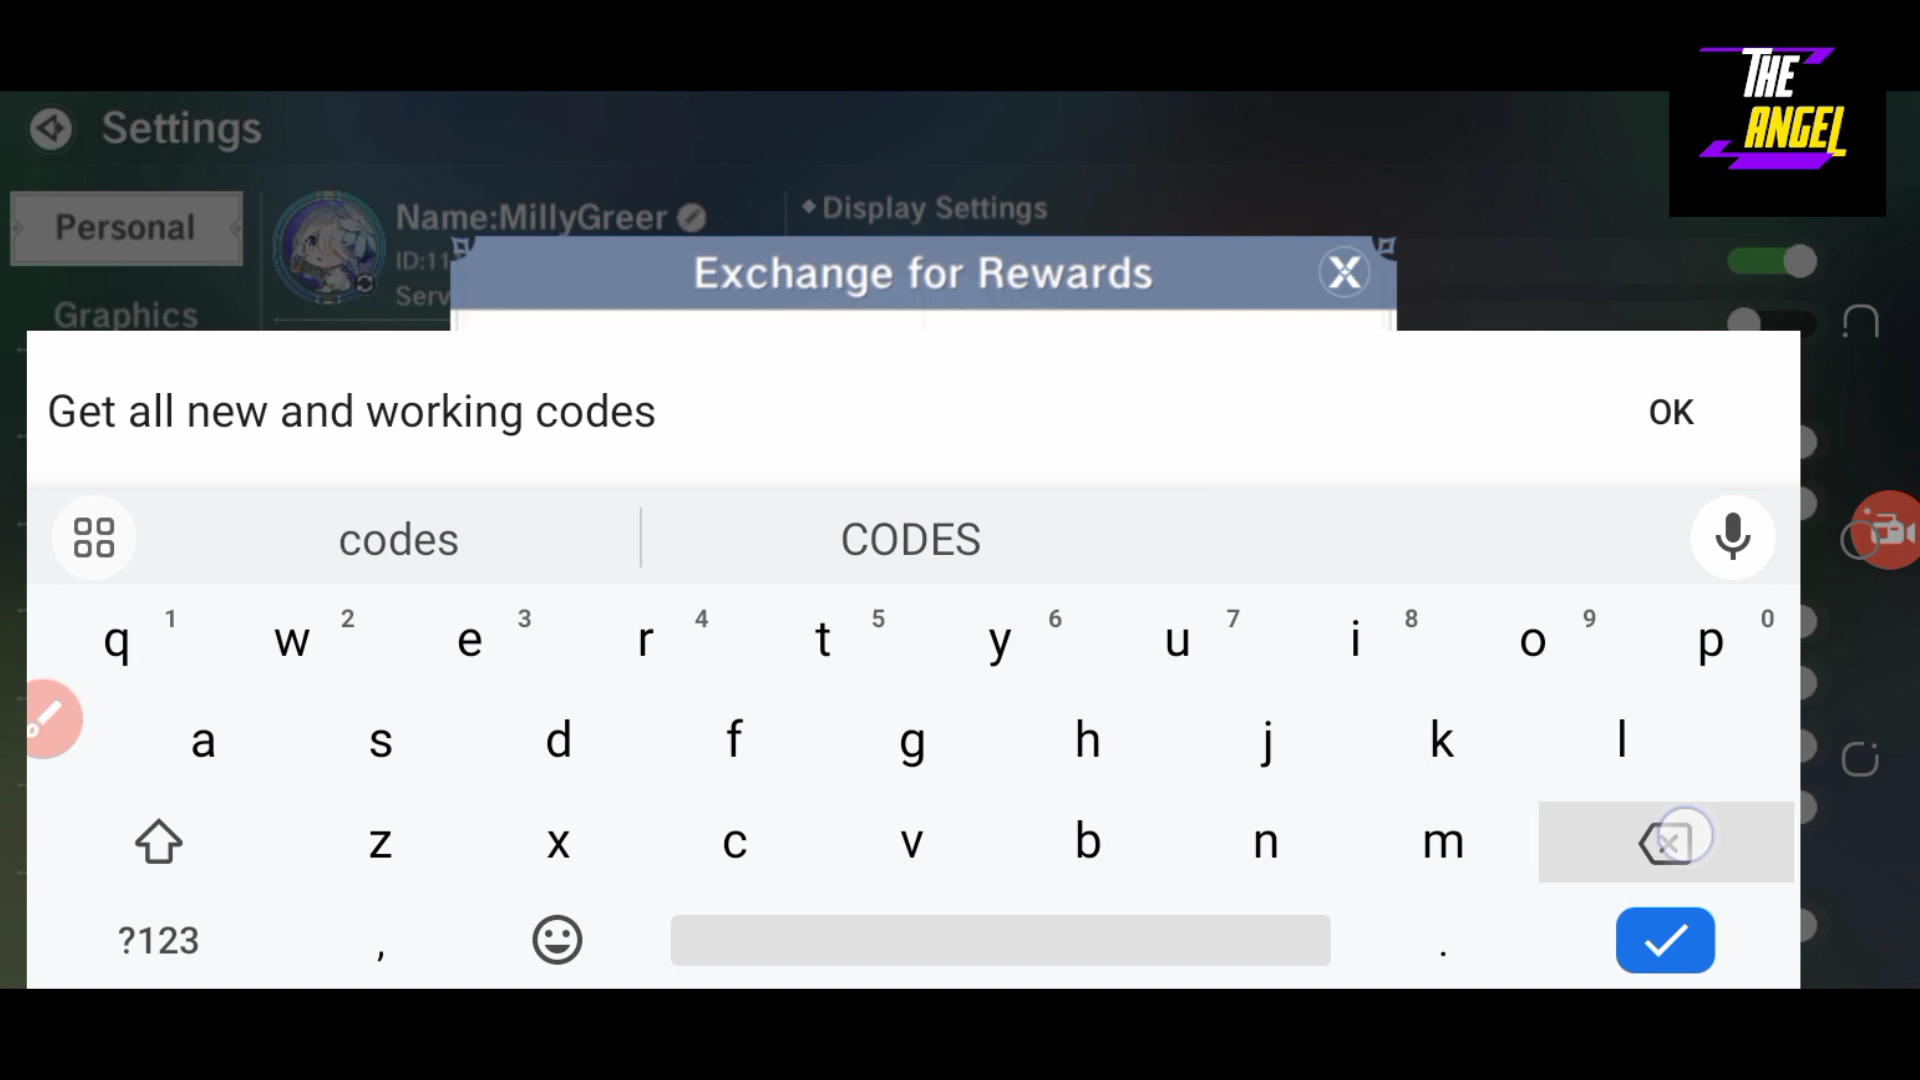 THE
ANGEL
Settings
Personal
Name:MillyGreer
Display Settings
ID:11
Serv
Exchange for Rewards
X
Graphics
Get all new and working codes
OK
codes
CODES
q 1 w 2 e 3 r 4 t 5 y 6 u 7 i 8 o 9 p 0
a s d f g h j k l
z x c v b n m
?123 , .